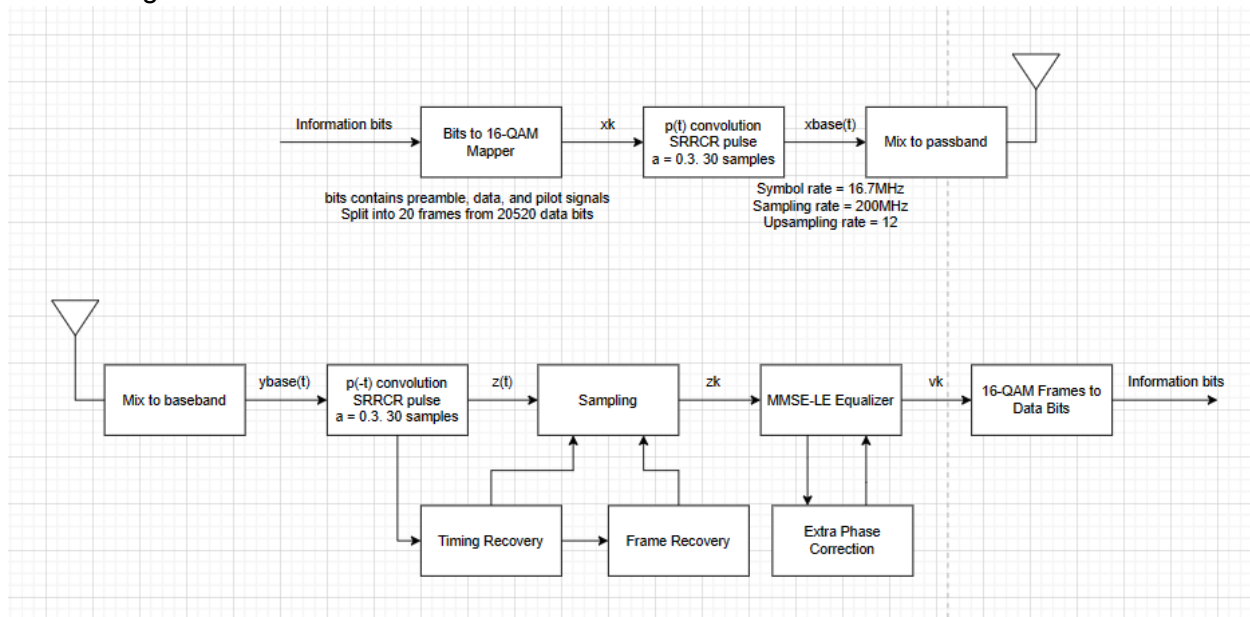 Information bits
Bits to 16-QAM
Mapper
xk
p(t) convolution
SRRCR pulse
a = 0.3. 30 samples
xbase(t)
Mix to passband
bits contains preamble, data, and pilot signals
Split into 20 frames from 20520 data bits
Symbol rate = 16.7MHz
Sampling rate = 200MHz
Upsampling rate = 12
Mix to baseband
ybase(t)
p(-t) convolution
SRRCR pulse
a = 0.3. 30 samples
z(t)
Sampling
zk
MMSE-LE Equalizer
vk
16-QAM Frames to
Data Bits
Information bits
Timing Recovery
Frame Recovery
Extra Phase
Correction